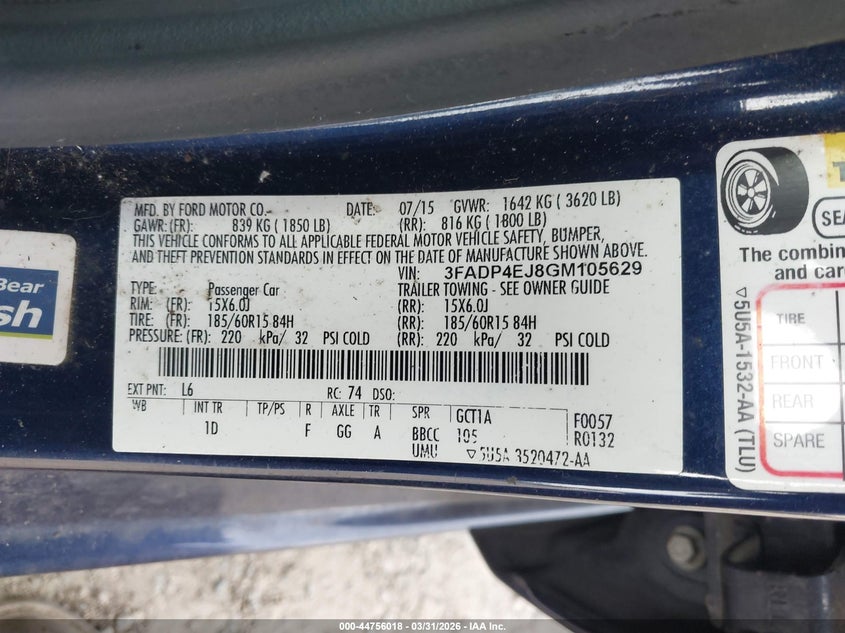 MFD. BY FORD MOTOR CO. DATE: 07/15 GVWR: 1642 KG ( 3620 LB)
GAWR: (FR): 839 KG ( 1850 LB) (RR): 816 KG ( 1800 LB)
THIS VEHICLE CONFORMS TO ALL APPLICABLE FEDERAL MOTOR VEHICLE SAFETY, BUMPER,
AND THEFT PREVENTION STANDARDS IN EFFECT ON THE DATE OF MANUFACTURE SHOWN ABOVE.
VIN: 3FADP4EJ8GM105629
TYPE: Passenger Car TRAILER TOWING - SEE OWNER GUIDE
RIM: (FR): 15X6.0J (RR): 15X6.0J
TIRE: (FR): 185/60R15 84H (RR): 185/60R15 84H
PRESSURE: (FR): 220 kPa/ 32 PSI COLD (RR): 220 kPa/ 32 PSI COLD
EXT PNT: L6 RC: 74 DSO:
WB INT TR TP/PS R AXLE TR SPR GCT1A F0057
1D F GG A BBCC 195 R0132
UMU ▽5U5A 3520472-AA
Bear
sh
SEA
The combin
and car
TIRE
FRONT
REAR
SPARE
▽5U5A-1532-AA (TLU)
000-44756018 - 03/31/2026 - IAA Inc.